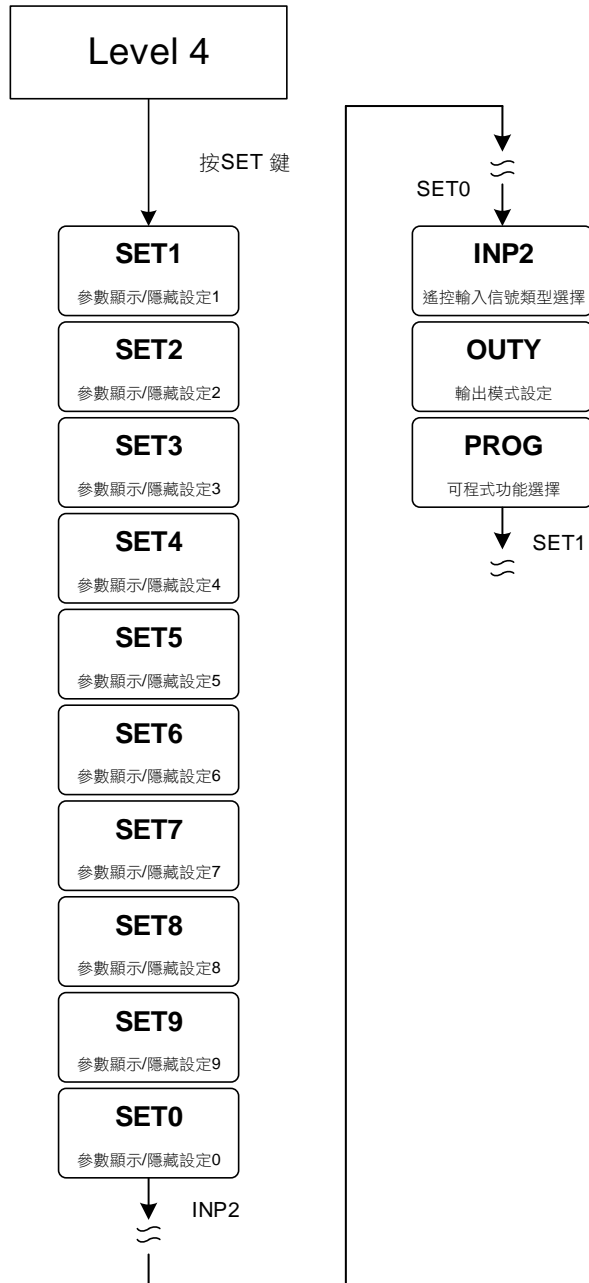 Level 4
按SET 鍵
SET1
參數顯示/隱藏設定1
SET2
參數顯示/隱藏設定2
SET3
參數顯示/隱藏設定3
SET4
參數顯示/隱藏設定4
SET5
參數顯示/隱藏設定5
SET6
參數顯示/隱藏設定6
SET7
參數顯示/隱藏設定7
SET8
參數顯示/隱藏設定8
SET9
參數顯示/隱藏設定9
SET0
參數顯示/隱藏設定0
INP2
SET0
INP2
遙控輸入信號類型選擇
OUTY
輸出模式設定
PROG
可程式功能選擇
SET1